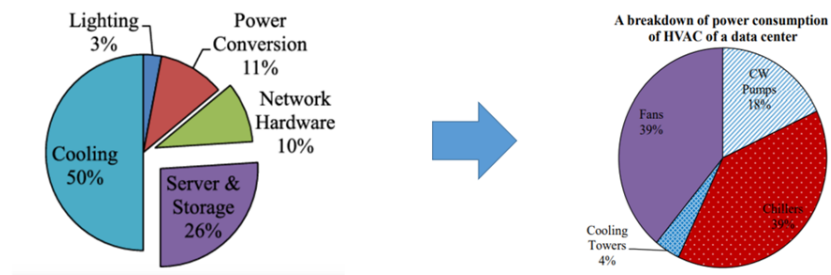 Lighting
3%
Power
Conversion
11%
Network
Hardware
10%
Cooling
50%
Server &
Storage
26%
A breakdown of power consumption
of HVAC of a data center
CW
Pumps
18%
Fans
39%
Chillers
39%
Cooling
Towers
4%